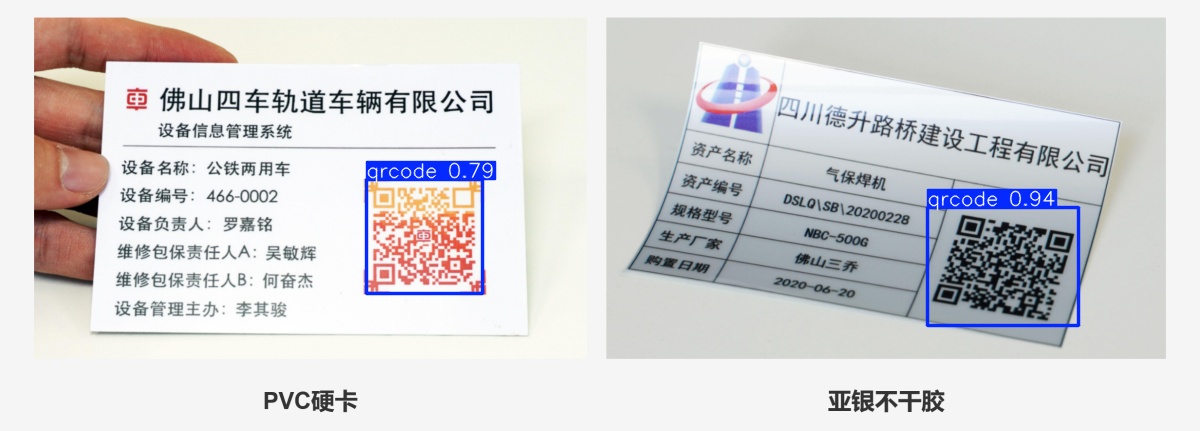 車 佛山四车轨道车辆有限公司
设备信息管理系统
设备名称：公铁两用车
设备编号：466-0002
设备负责人：罗嘉铭
维修包保责任人A：吴敏辉
维修包保责任人B：何奋杰
设备管理主办：李其骏
qrcode 0.79
車
PVC硬卡
四川德升路桥建设工程有限公司
资产名称 气保焊机
资产编号 DSLQ\SB\20200228
规格型号 NBC-500G
生产厂家 佛山三乔
购置日期 2020-06-20
qrcode 0.94
亚银不干胶